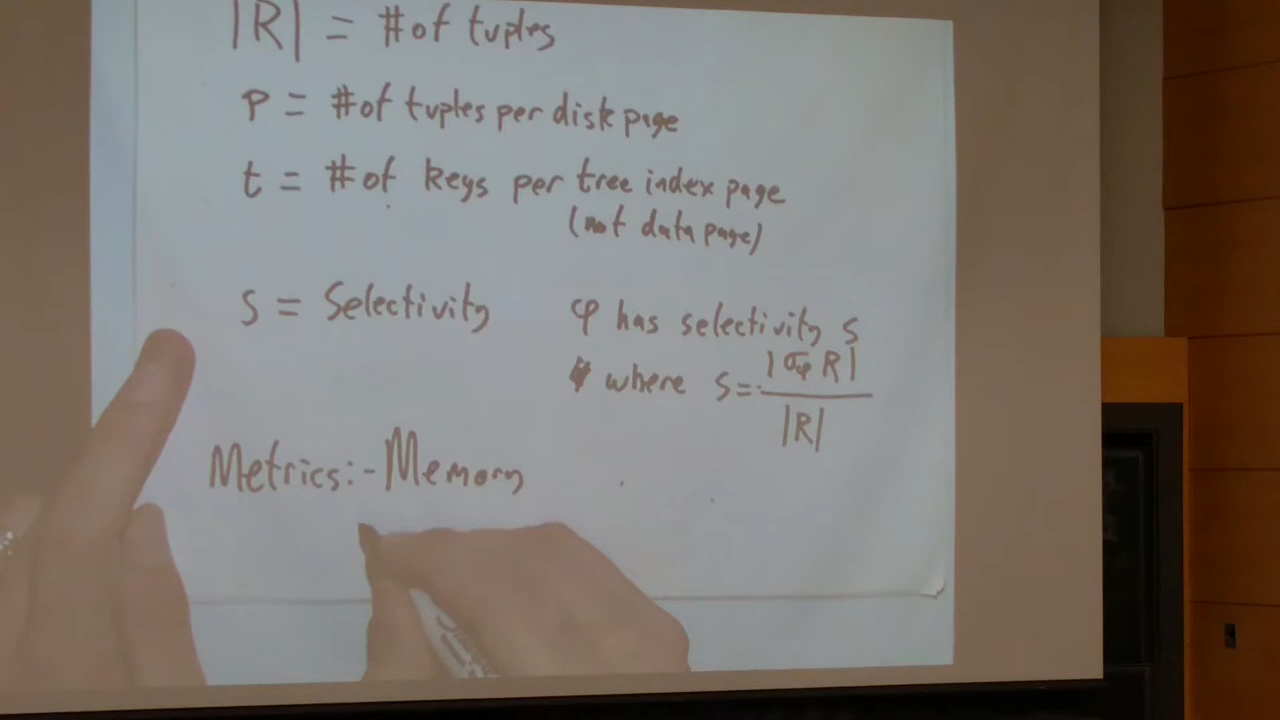 |R| = # of tuples
P = # of tuples per disk page
t = # of keys per tree index page
(not data page)
s = Selectivity φ has selectivity s
where s = |σφ R|
|R|
Metrics: - Memory